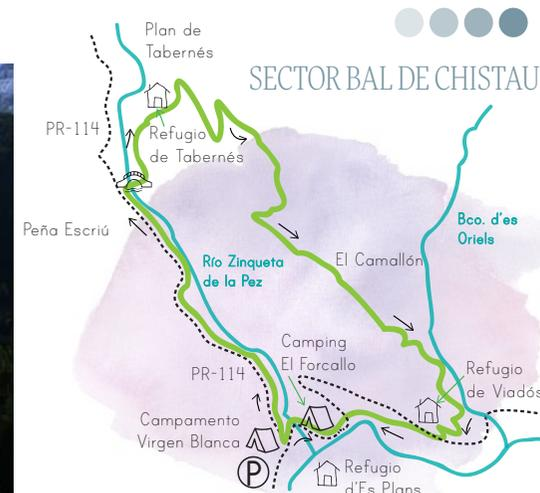 Plan de
Tabernés
SECTOR BAL DE CHISTAU
PR-114
Refugio
de Tabernés
Peña Escriú
Bco. d'es
Oriels
Río Zinqueta
de la Pez
El Camallón
Camping
El Forcallo
PR-114
Refugio
de Viadós
Campamento
Virgen Blanca
P
Refugio
d'Es Plans